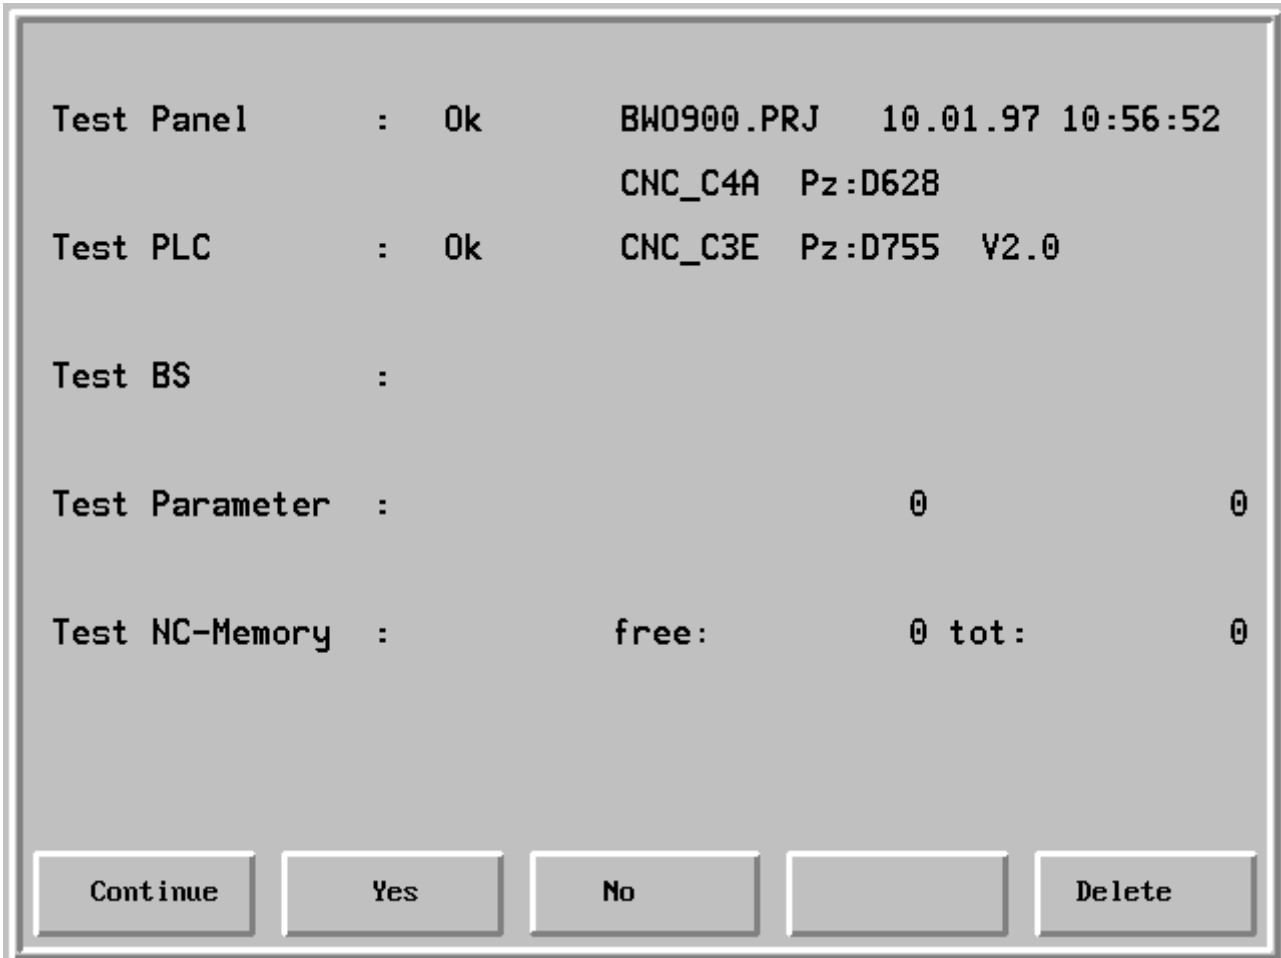 Test Panel : Ok BWO900.PRJ 10.01.97 10:56:52
CNC_C4A Pz:D628
Test PLC : Ok CNC_C3E Pz:D755 V2.0
Test BS :
Test Parameter : 0 0
Test NC-Memory : free: 0 tot: 0
Continue Yes No Delete